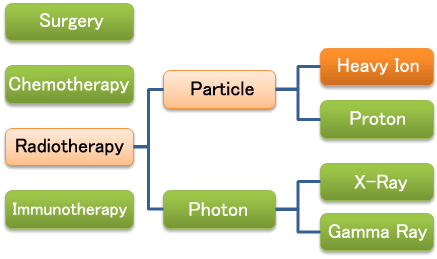 Surgery
Chemotherapy
Radiotherapy
Immunotherapy
Particle
Photon
Heavy Ion
Proton
X-Ray
Gamma Ray